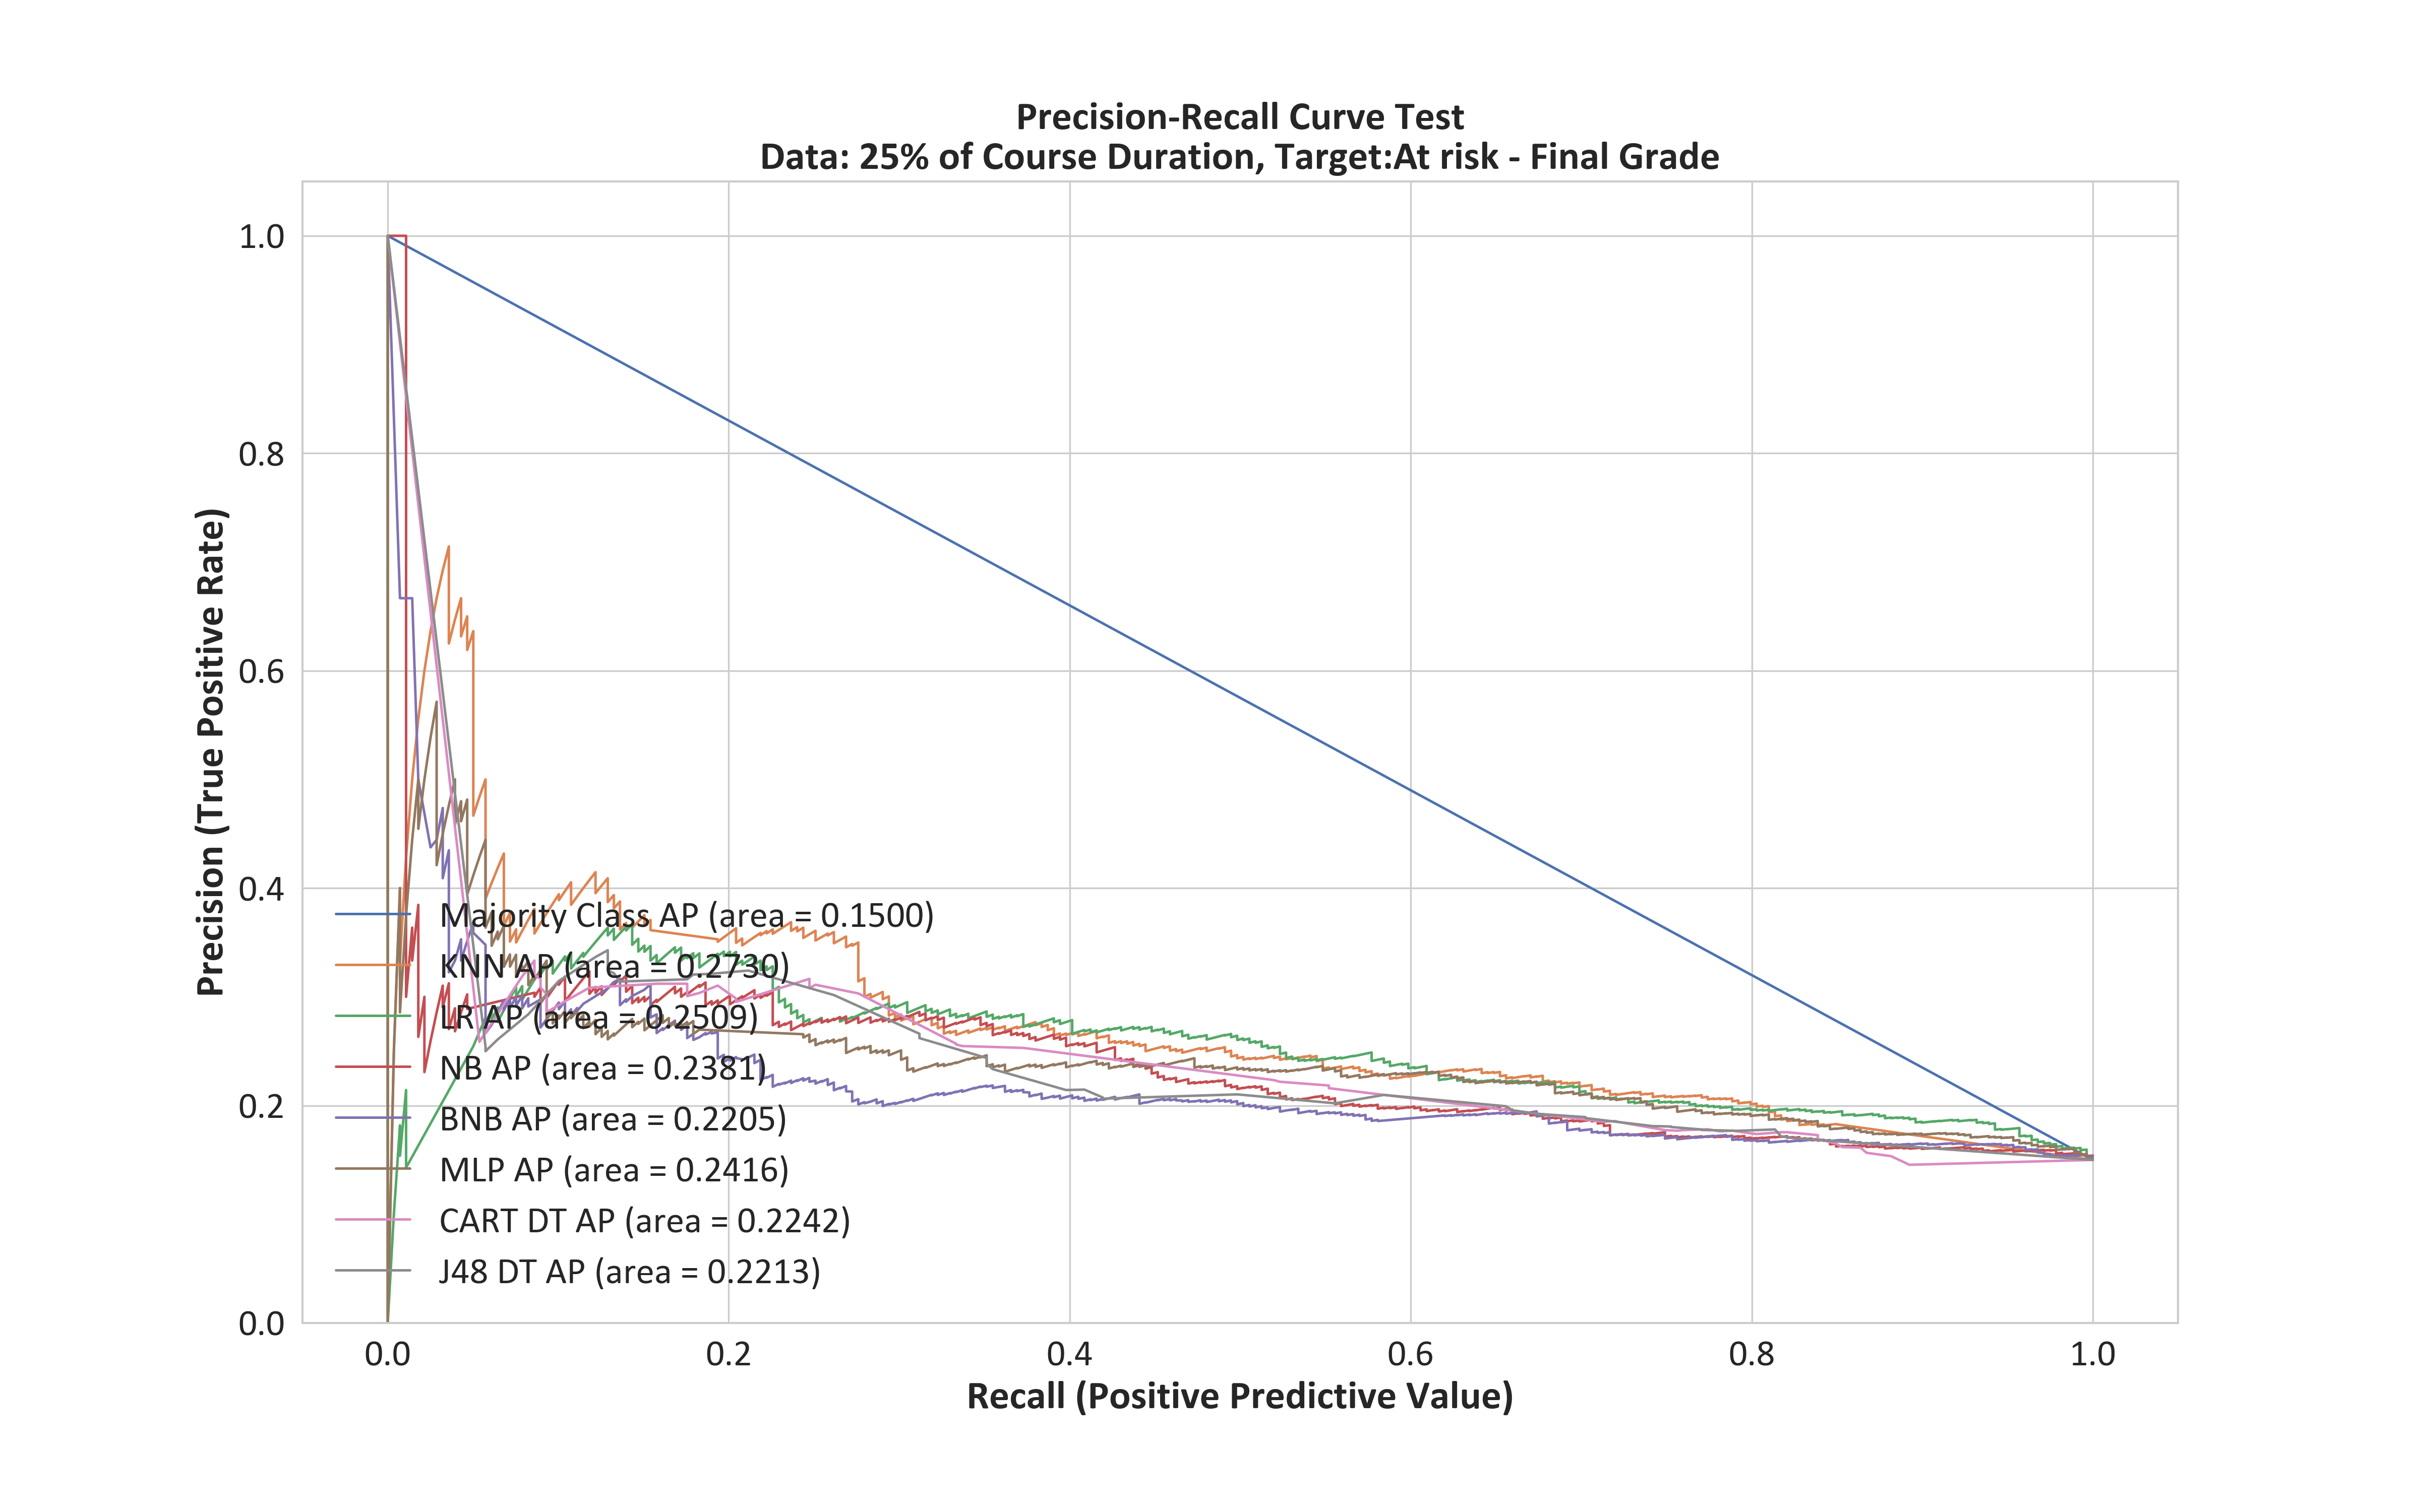 Precision-Recall Curve Test
Data: 25% of Course Duration, Target:At risk - Final Grade
Precision (True Positive Rate)
1.0
0.8
0.6
0.4
0.2
0.0
Majority Class AP (area = 0.1500)
KNN AP (area = 0.2730)
LR AP (area = 0.2509)
NB AP (area = 0.2381)
BNB AP (area = 0.2205)
MLP AP (area = 0.2416)
CART DT AP (area = 0.2242)
J48 DT AP (area = 0.2213)
0.0 0.2 0.4 0.6 0.8 1.0
Recall (Positive Predictive Value)